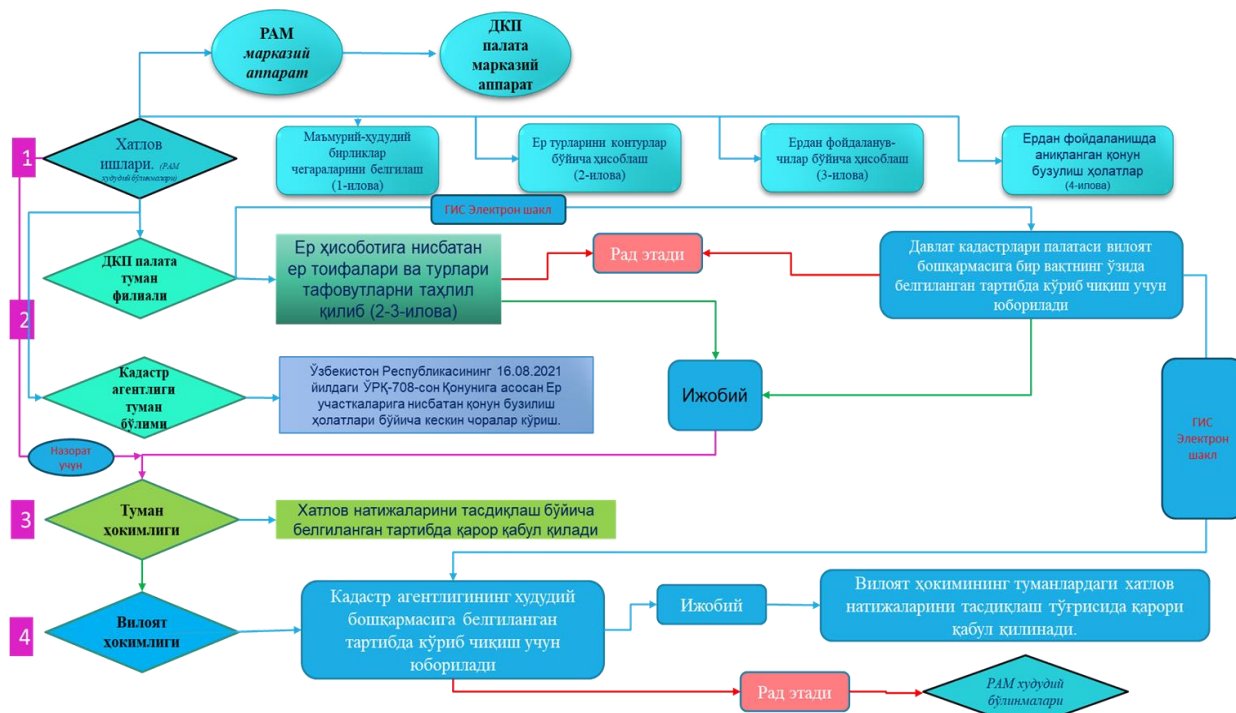 РАМ
марказий
аппарат
ДКП
палата
марказий
аппарат
1
Хатлов
ишлари. (РАМ
худудий бўлинмалари)
Маъмурий-ҳудудий
бирликлар
чегараларини белгилаш
(1-илова)
Ер турларини контурлар
бўйича ҳисоблаш
(2-илова)
Ердан фойдаланув-
чилар бўйича ҳисоблаш
(3-илова)
Ердан фойдаланишда
аниқланган қонун
бузулиш ҳолатлар
(4-илова)
ГИС Электрон шакл
2
ДКП палата
туман
филиали
Ер ҳисоботига нисбатан
ер тоифалари ва турлари
тафовутларни таҳлил
қилиб (2-3-илова)
Рад этади
Давлат кадастрлари палатаси вилоят
бошқармасига бир вақтнинг ўзида
белгиланган тартибда кўриб чиқиш учун
юборилади
Кадастр
агентлиги
туман
бўлими
Ўзбекистон Республикасининг 16.08.2021
йилдаги ЎРҚ-708-сон Қонунига асосан Ер
участкаларига нисбатан қонун бузилиш
ҳолатлари бўйича кескин чоралар кўриш.
Ижобий
ГИС
Электрон
шакл
Назорат
учун
3
Туман
ҳокимлиги
Хатлов натижаларини тасдиқлаш бўйича
белгиланган тартибда қарор қабул қилади
4
Вилоят
ҳокимлиги
Кадастр агентлигининг худудий
бошқармасига белгиланган
тартибда кўриб чиқиш учун
юборилади
Ижобий
Вилоят ҳокимининг туманлардаги хатлов
натижаларини тасдиқлаш тўғрисида қарори
қабул қилинади.
Рад этади
РАМ худудий
бўлинмалари